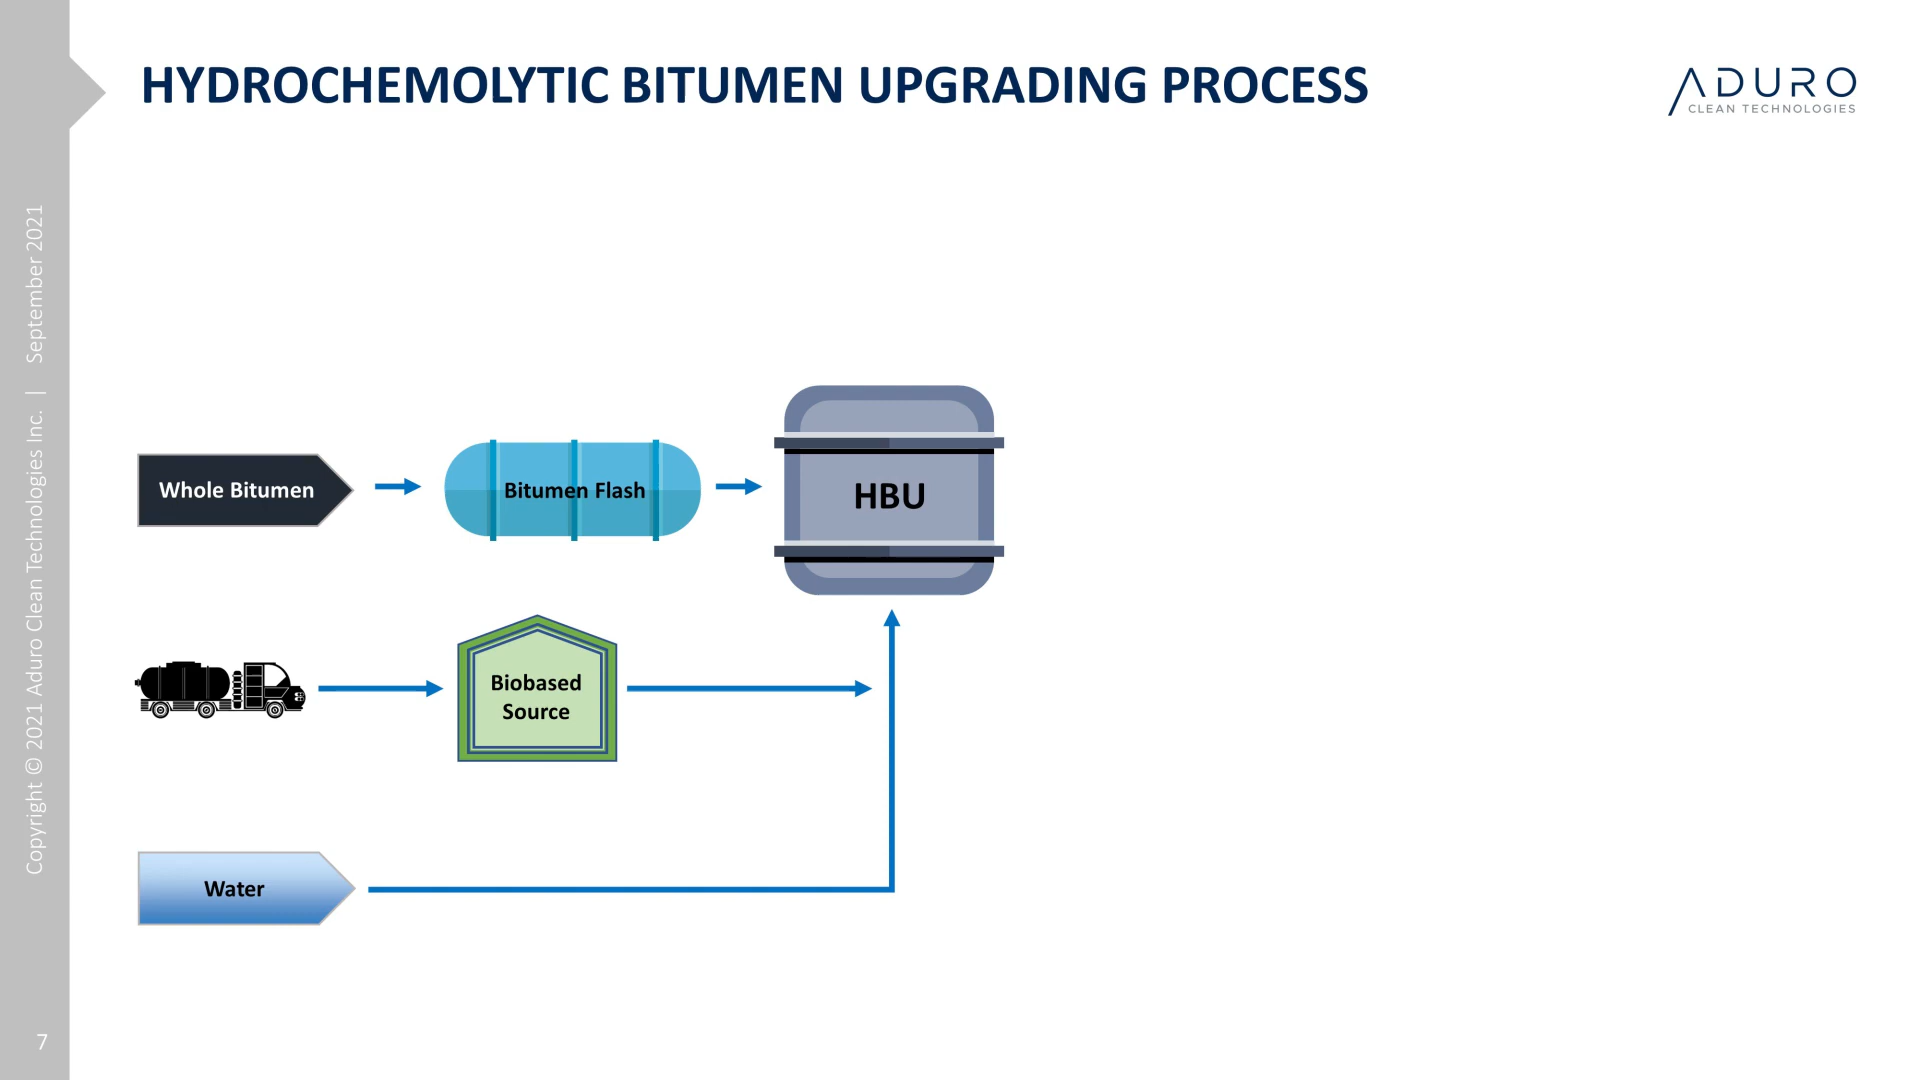 HYDROCHEMOLYTIC BITUMEN UPGRADING PROCESS
ADURO
CLEAN TECHNOLOGIES
Whole Bitumen
Bitumen Flash
HBU
Biobased
Source
Water
Copyright © 2021 Aduro Clean Technologies Inc. | September 2021
7